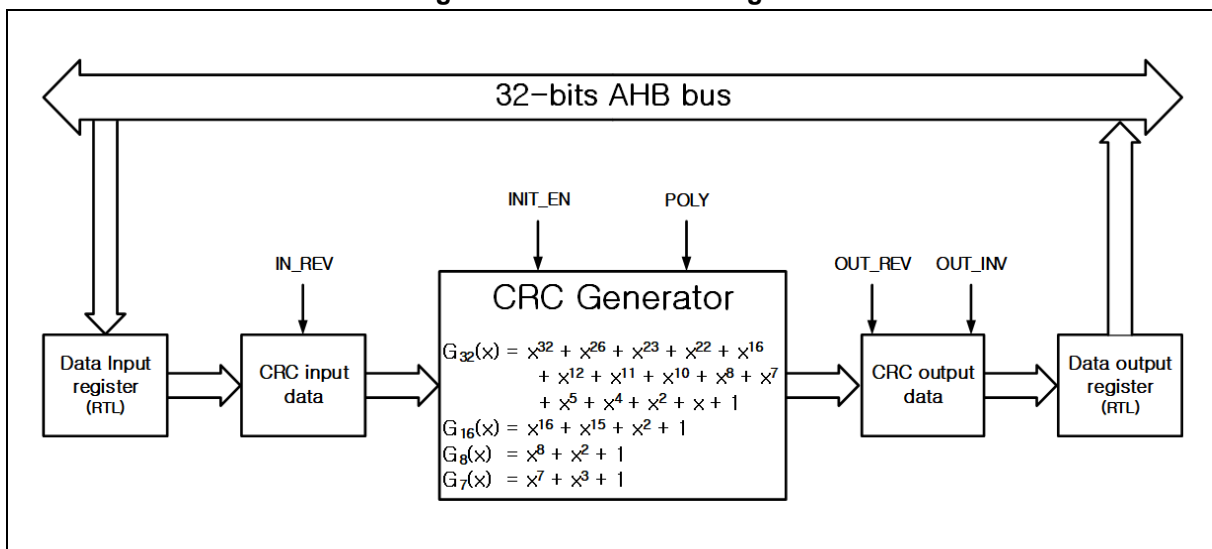 32-bits AHB bus
INIT_EN POLY
IN_REV OUT_REV OUT_INV
CRC Generator
Data Input
register
(RTL)
CRC input
data
G₃₂(x) = x³² + x²⁶ + x²³ + x²² + x¹⁶
+ x¹² + x¹¹ + x¹⁰ + x⁸ + x⁷
+ x⁵ + x⁴ + x² + x + 1
G₁₆(x) = x¹⁶ + x¹⁵ + x² + 1
G₈(x) = x⁸ + x² + 1
G₇(x) = x⁷ + x³ + 1
CRC output
data
Data output
register
(RTL)